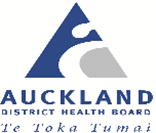 AUCKLAND
DISTRICT HEALTH BOARD
Te Toka Tumai